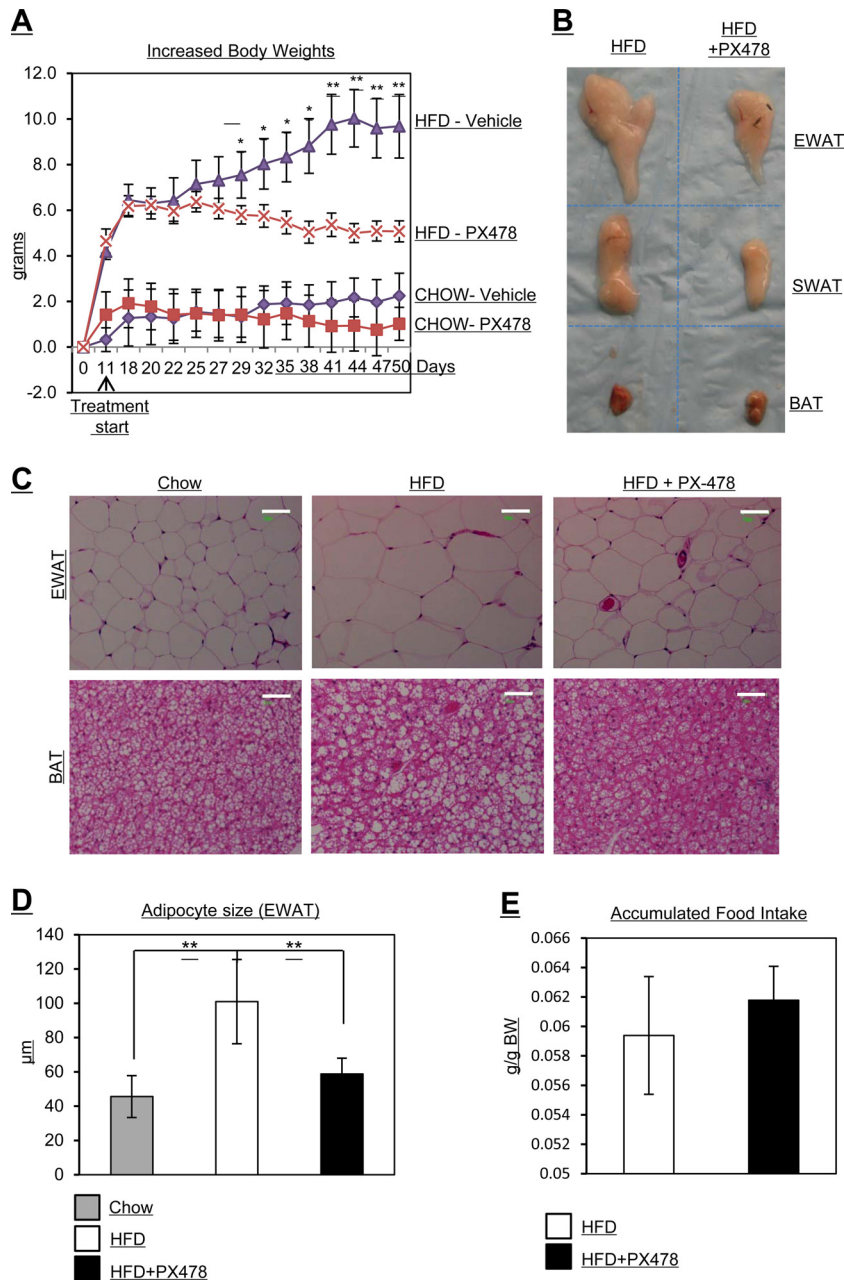 A
Increased Body Weights
12.0
10.0
8.0
6.0
4.0
2.0
0.0
-2.0
grams
* * * * ** ** ** **
HFD - Vehicle
HFD - PX478
CHOW- Vehicle
CHOW- PX478
0 11 18 20 22 25 27 29 32 35 38 41 44 47 50 Days
Treatment
start
B
HFD
HFD
+PX478
EWAT
SWAT
BAT
C
Chow
HFD
HFD + PX-478
EWAT
BAT
D
Adipocyte size (EWAT)
140
120
100
80
60
40
20
0
µm
** **
Chow
HFD
HFD+PX478
E
Accumulated Food Intake
0.066
0.064
0.062
0.06
0.058
0.056
0.054
0.052
0.05
g/g BW
HFD
HFD+PX478